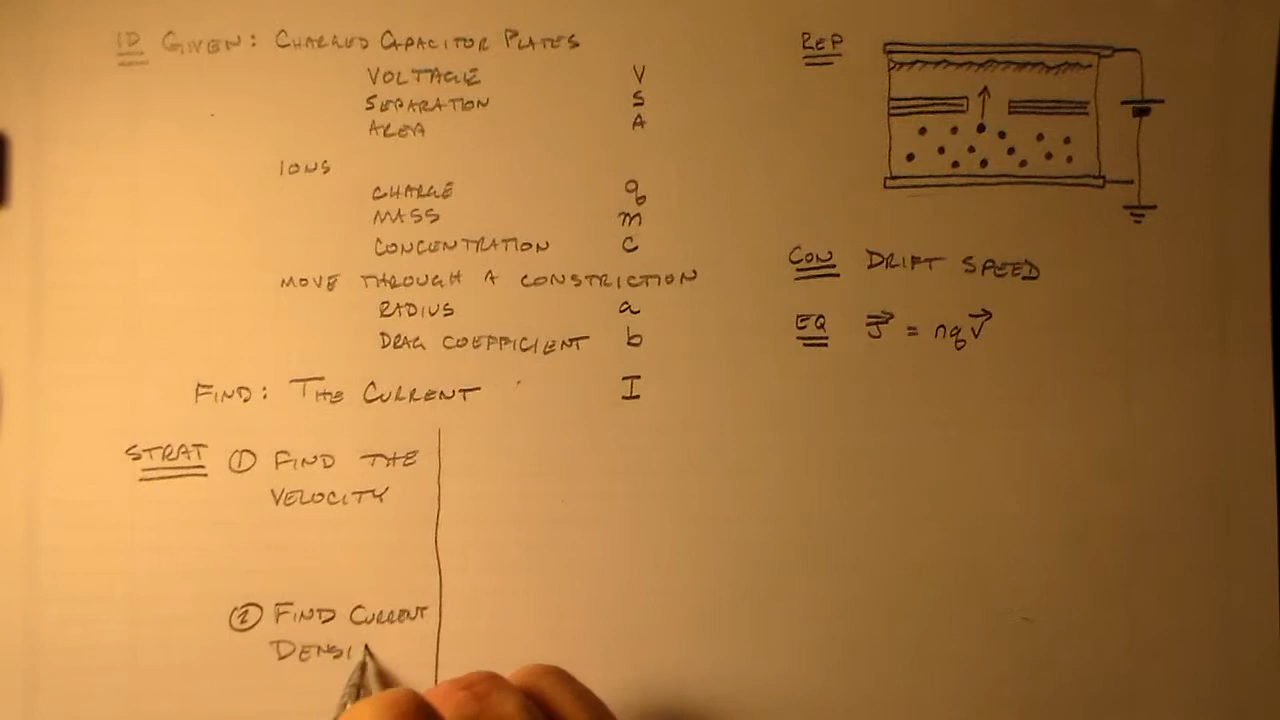 ID GIVEN: CHARGED CAPACITOR PLATES
VOLTAGE V
SEPARATION S
AREA A
IONS
CHARGE q
MASS m
CONCENTRATION C
MOVE THROUGH A CONSTRICTION
RADIUS a
DRAG COEFFICIENT b
FIND: THE CURRENT I
REP
CON DRIFT SPEED
EQ J⃗ = nqv⃗
STRAT ① FIND THE
VELOCITY
② FIND CURRENT
DENSI